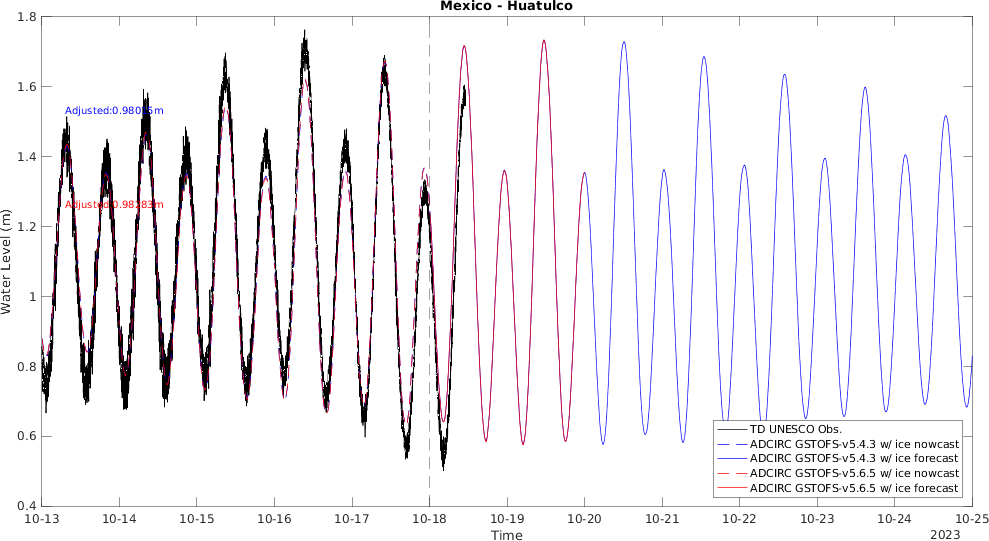 Mexico - Huatulco
Water Level (m)
1.8
1.6
1.4
1.2
1
0.8
0.6
0.4
Adjusted:0.98055m
Adjusted:0.98283m
TD UNESCO Obs.
ADCIRC GSTOFS-v5.4.3 w/ ice nowcast
ADCIRC GSTOFS-v5.4.3 w/ ice forecast
ADCIRC GSTOFS-v5.6.5 w/ ice nowcast
ADCIRC GSTOFS-v5.6.5 w/ ice forecast
10-13 10-14 10-15 10-16 10-17 10-18 10-19 10-20 10-21 10-22 10-23 10-24 10-25
Time
2023